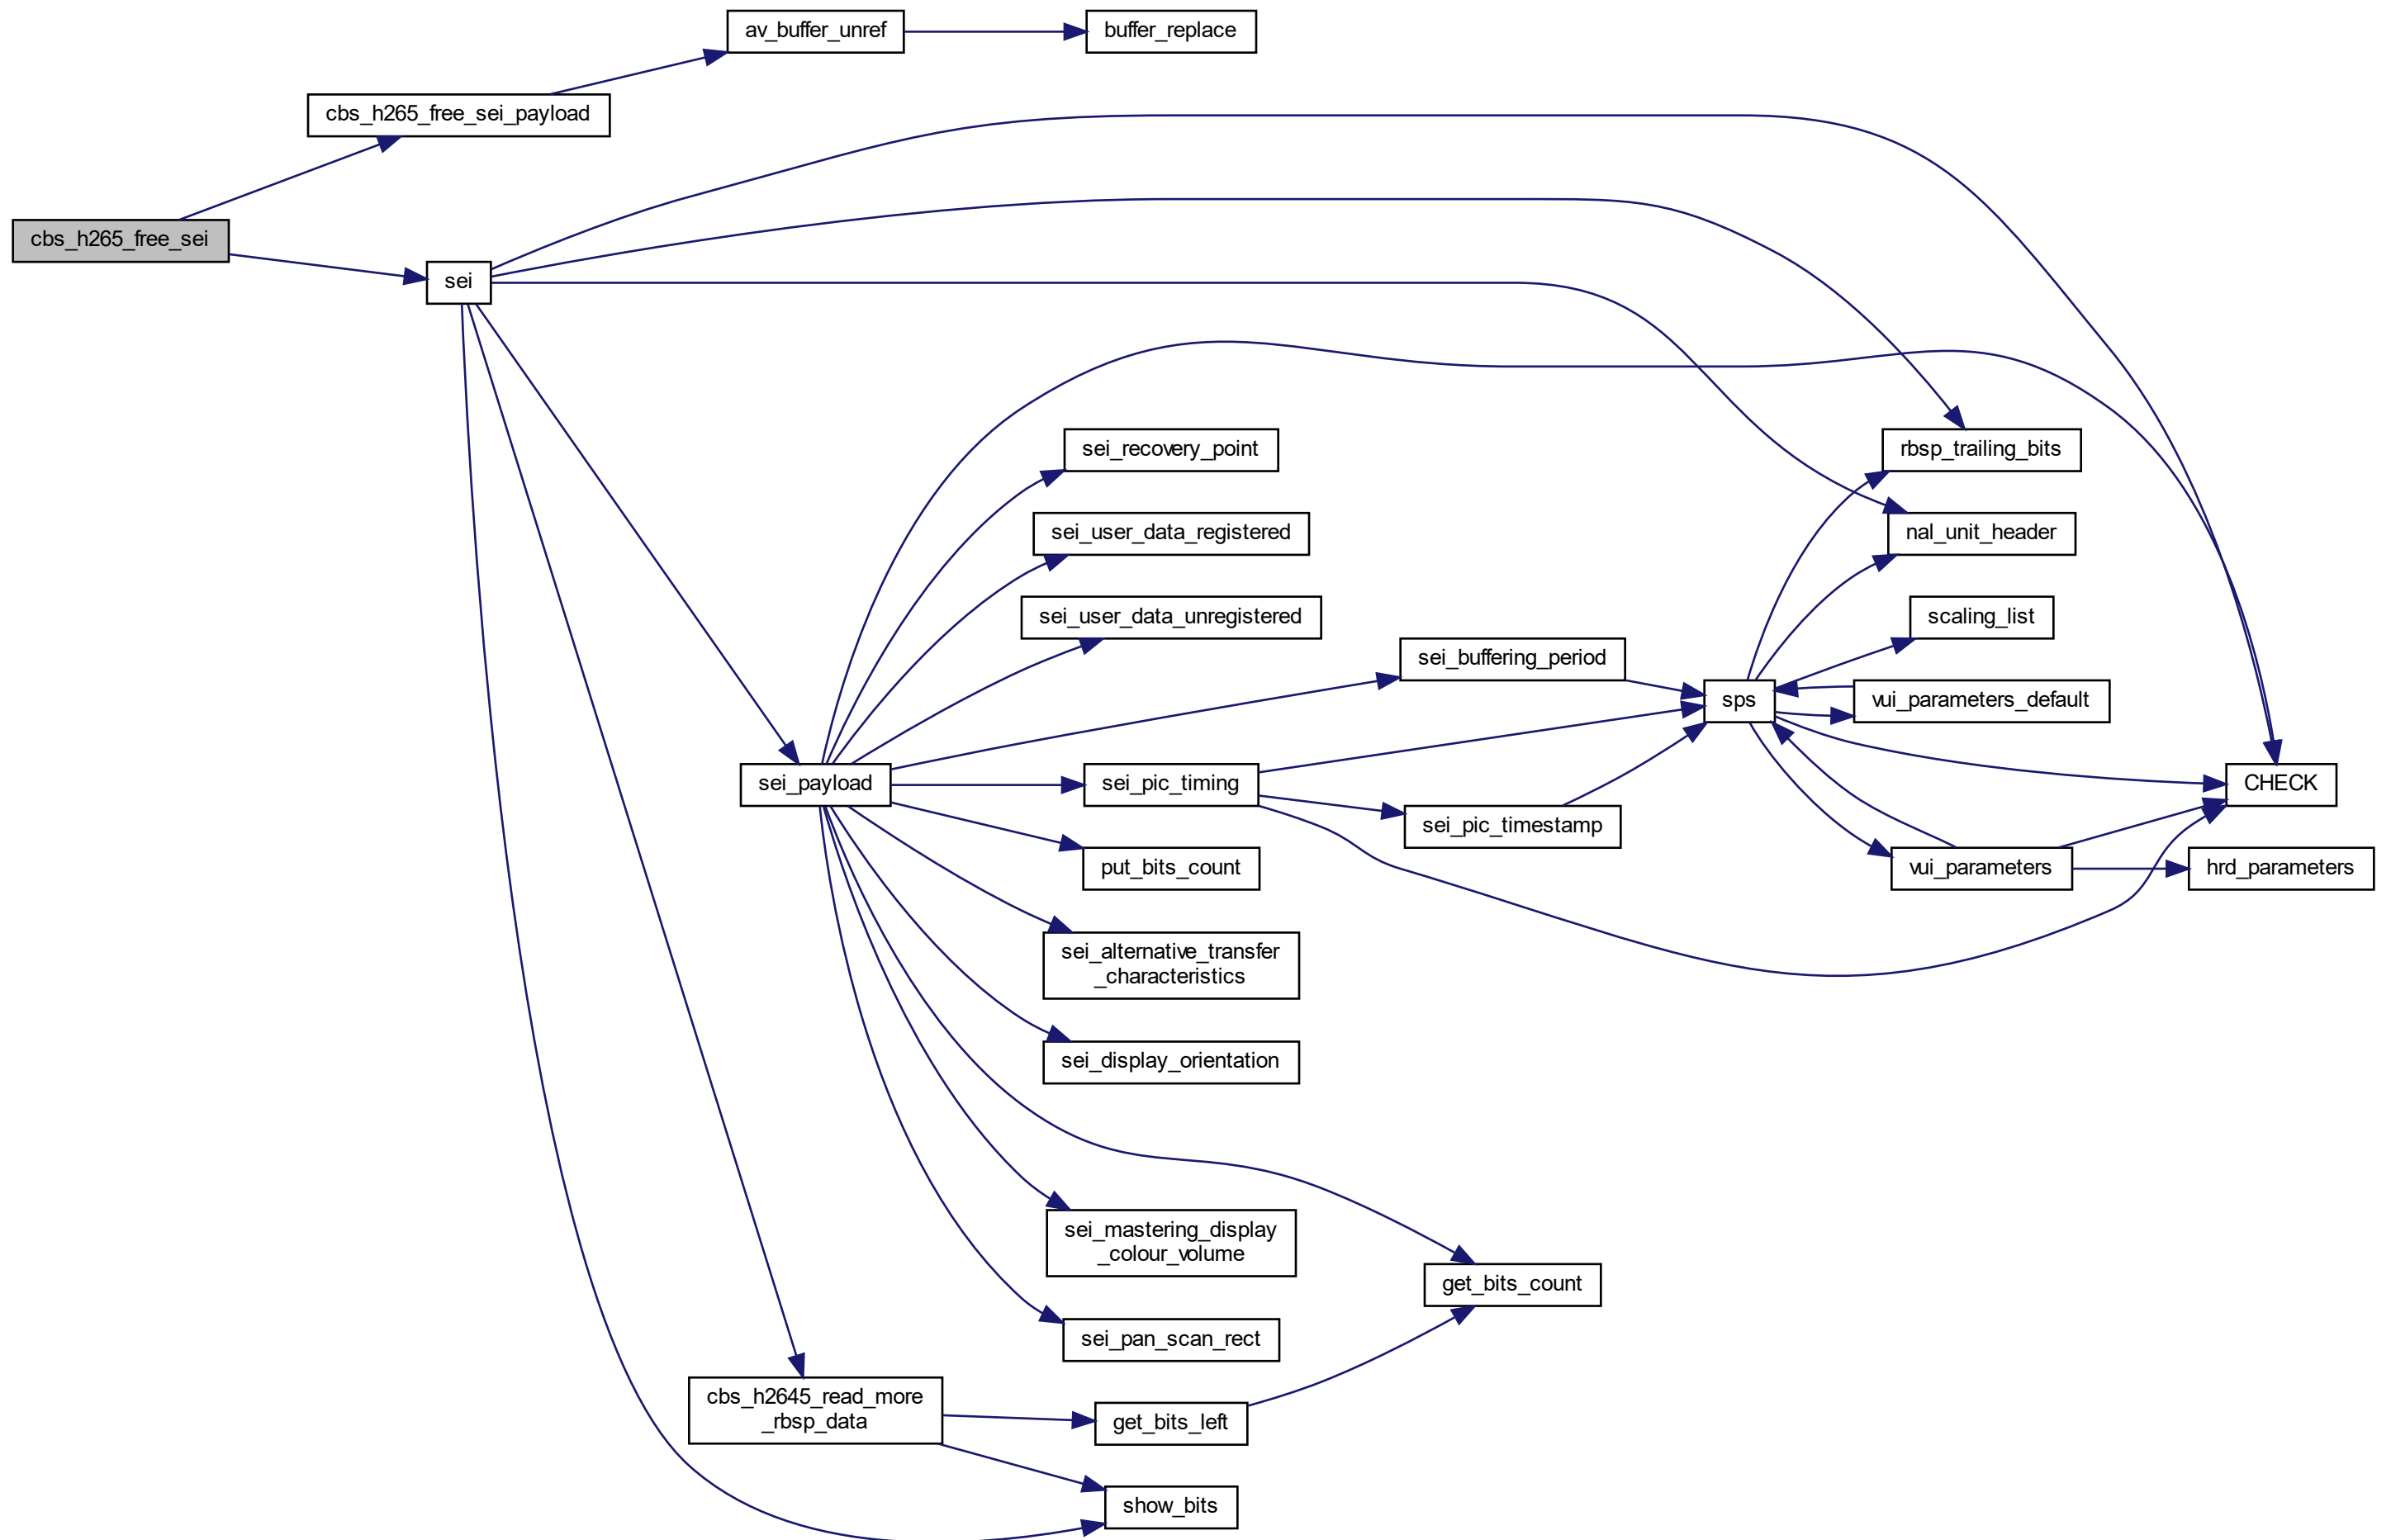 av_buffer_unref
buffer_replace
cbs_h265_free_sei_payload
cbs_h265_free_sei
sei
sei_recovery_point
rbsp_trailing_bits
sei_user_data_registered
nal_unit_header
sei_user_data_unregistered
scaling_list
sei_buffering_period
sps
vui_parameters_default
sei_payload
sei_pic_timing
CHECK
sei_pic_timestamp
put_bits_count
vui_parameters
hrd_parameters
sei_alternative_transfer
_characteristics
sei_display_orientation
sei_mastering_display
_colour_volume
get_bits_count
sei_pan_scan_rect
cbs_h2645_read_more
_rbsp_data
get_bits_left
show_bits